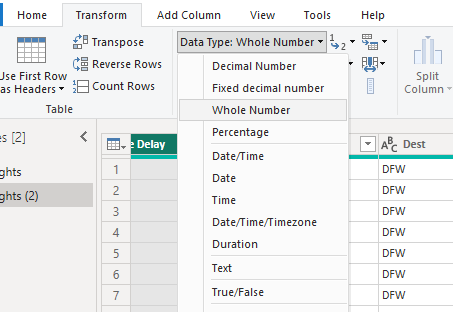 Home Transform Add Column View Tools Help
Transpose
Reverse Rows
Count Rows
Use First Row
as Headers
Table
Data Type: Whole Number
1
2
Split
Column
Decimal Number
Fixed decimal number
Whole Number
Percentage
Date/Time
Date
Time
Date/Time/Timezone
Duration
Text
True/False
es [2]
ghts
ghts (2)
e Delay
ABC Dest
1 DFW
2 DFW
3 DFW
4 DFW
5 DFW
6 DFW
7 DFW